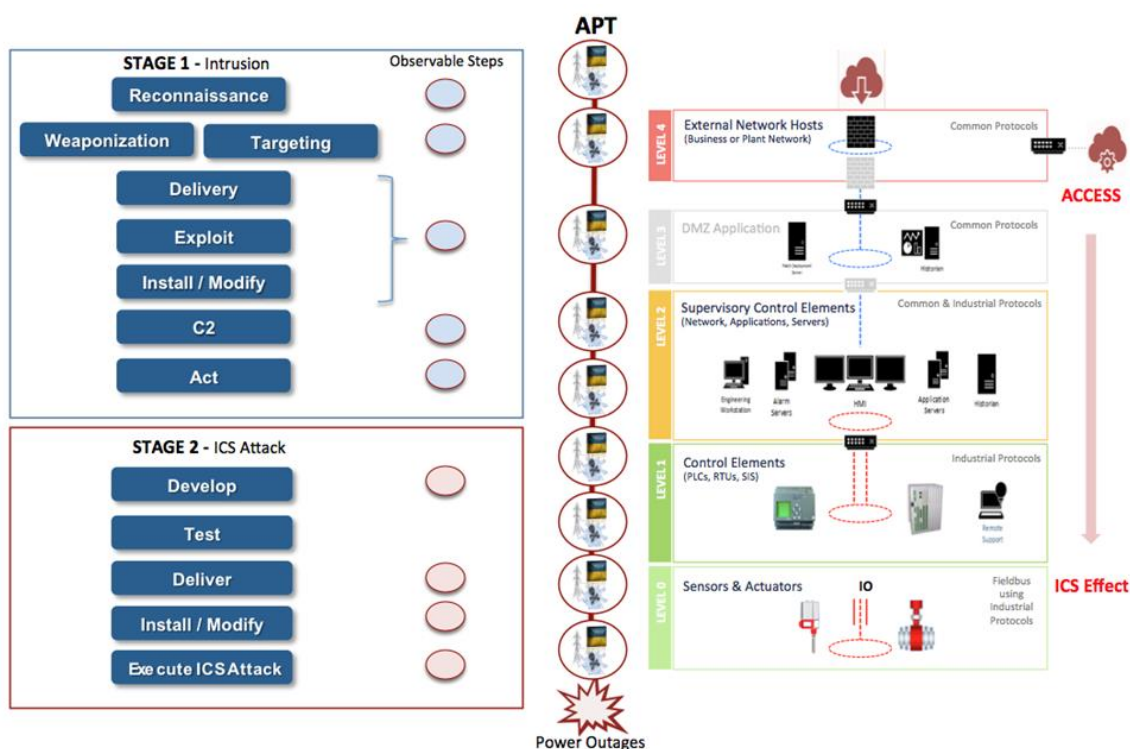 APT
STAGE 1 - Intrusion
Observable Steps
Reconnaissance
Weaponization
Targeting
Delivery
Exploit
Install / Modify
C2
Act
STAGE 2 - ICS Attack
Develop
Test
Deliver
Install / Modify
Execute ICS Attack
Power Outages
LEVEL 4
External Network Hosts
(Business or Plant Network)
Common Protocols
ACCESS
LEVEL 3
DMZ Application
Common Protocols
Server
Historian
LEVEL 2
Supervisory Control Elements
(Network, Applications, Servers)
Common & Industrial Protocols
Engineering
Workstation
Alarm
Servers
HMI
Application
Servers
Historian
LEVEL 1
Control Elements
(PLCs, RTUs, SIS)
Industrial Protocols
Remote
Support
LEVEL 0
Sensors & Actuators
IO
Fieldbus
using
Industrial
Protocols
ICS Effect